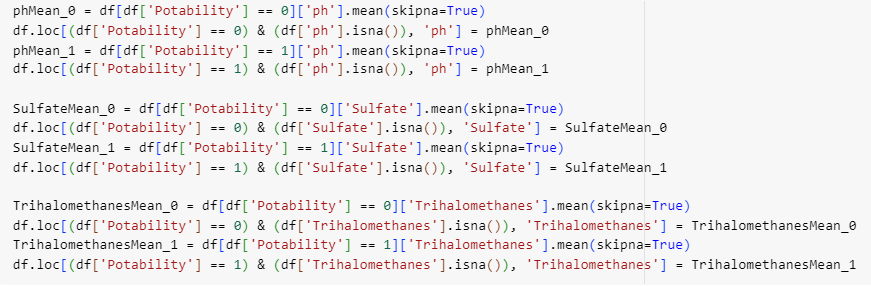 phMean_0 = df[df['Potability'] == 0]['ph'].mean(skipna=True)
df.loc[(df['Potability'] == 0) & (df['ph'].isna()), 'ph'] = phMean_0
phMean_1 = df[df['Potability'] == 1]['ph'].mean(skipna=True)
df.loc[(df['Potability'] == 1) & (df['ph'].isna()), 'ph'] = phMean_1
SulfateMean_0 = df[df['Potability'] == 0]['Sulfate'].mean(skipna=True)
df.loc[(df['Potability'] == 0) & (df['Sulfate'].isna()), 'Sulfate'] = SulfateMean_0
SulfateMean_1 = df[df['Potability'] == 1]['Sulfate'].mean(skipna=True)
df.loc[(df['Potability'] == 1) & (df['Sulfate'].isna()), 'Sulfate'] = SulfateMean_1
TrihalomethanesMean_0 = df[df['Potability'] == 0]['Trihalomethanes'].mean(skipna=True)
df.loc[(df['Potability'] == 0) & (df['Trihalomethanes'].isna()), 'Trihalomethanes'] = TrihalomethanesMean_0
TrihalomethanesMean_1 = df[df['Potability'] == 1]['Trihalomethanes'].mean(skipna=True)
df.loc[(df['Potability'] == 1) & (df['Trihalomethanes'].isna()), 'Trihalomethanes'] = TrihalomethanesMean_1